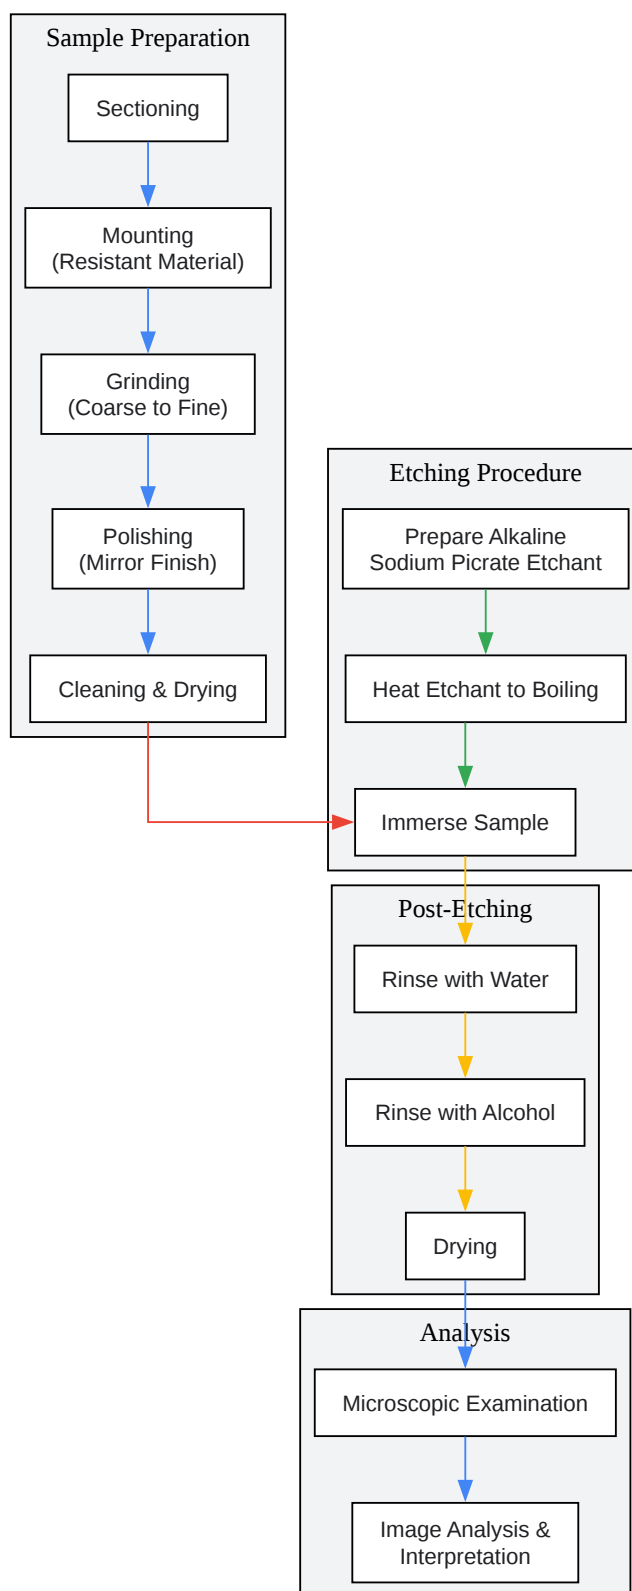 Sample Preparation
Sectioning
Mounting
(Resistant Material)
Grinding
(Coarse to Fine)
Polishing
(Mirror Finish)
Cleaning & Drying
Etching Procedure
Prepare Alkaline
Sodium Picrate Etchant
Heat Etchant to Boiling
Immerse Sample
Post-Etching
Rinse with Water
Rinse with Alcohol
Drying
Analysis
Microscopic Examination
Image Analysis &
Interpretation